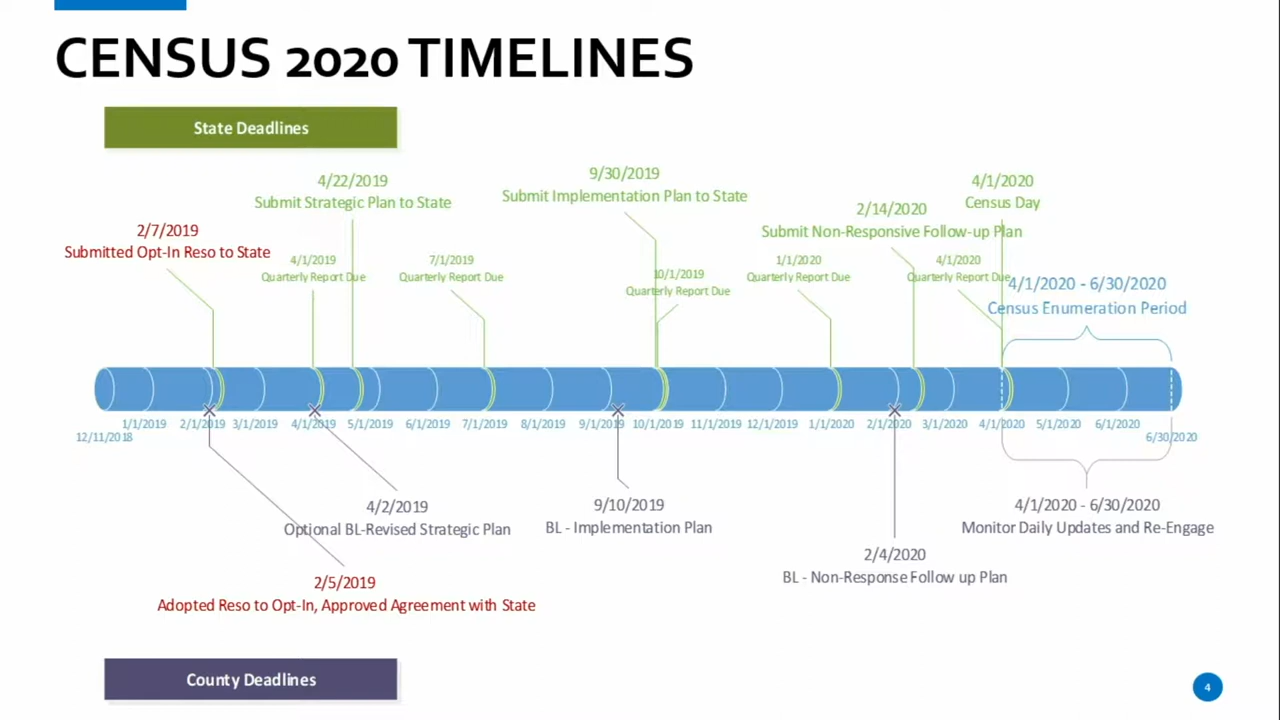 CENSUS 2020 TIMELINES
State Deadlines
4/22/2019
Submit Strategic Plan to State
9/30/2019
Submit Implementation Plan to State
4/1/2020
Census Day
2/14/2020
Submit Non-Responsive Follow-up Plan
2/7/2019
Submitted Opt-In Reso to State
4/1/2019
Quarterly Report Due
7/1/2019
Quarterly Report Due
10/1/2019
Quarterly Report Due
1/1/2020
Quarterly Report Due
4/1/2020
Quarterly Report Due
4/1/2020 - 6/30/2020
Census Enumeration Period
12/11/2018
1/1/2019
2/1/2019
3/1/2019
4/1/2019
5/1/2019
6/1/2019
7/1/2019
8/1/2019
9/1/2019
10/1/2019
11/1/2019
12/1/2019
1/1/2020
2/1/2020
3/1/2020
4/1/2020
5/1/2020
6/1/2020
6/30/2020
4/2/2019
Optional BL-Revised Strategic Plan
9/10/2019
BL - Implementation Plan
4/1/2020 - 6/30/2020
Monitor Daily Updates and Re-Engage
2/4/2020
BL - Non-Response Follow up Plan
2/5/2019
Adopted Reso to Opt-In, Approved Agreement with State
County Deadlines
4